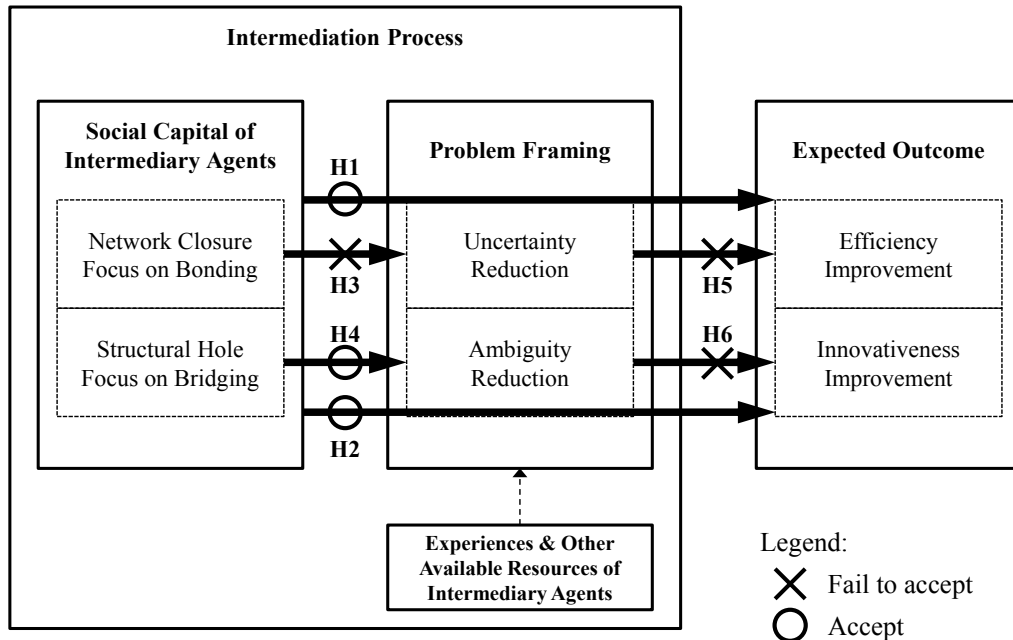 Intermediation Process
Social Capital of
Intermediary Agents
Problem Framing
Expected Outcome
H1
Network Closure
Focus on Bonding
H3
Uncertainty
Reduction
H5
Efficiency
Improvement
Structural Hole
Focus on Bridging
H4
Ambiguity
Reduction
H6
Innovativeness
Improvement
H2
Experiences & Other
Available Resources of
Intermediary Agents
Legend:
Fail to accept
Accept